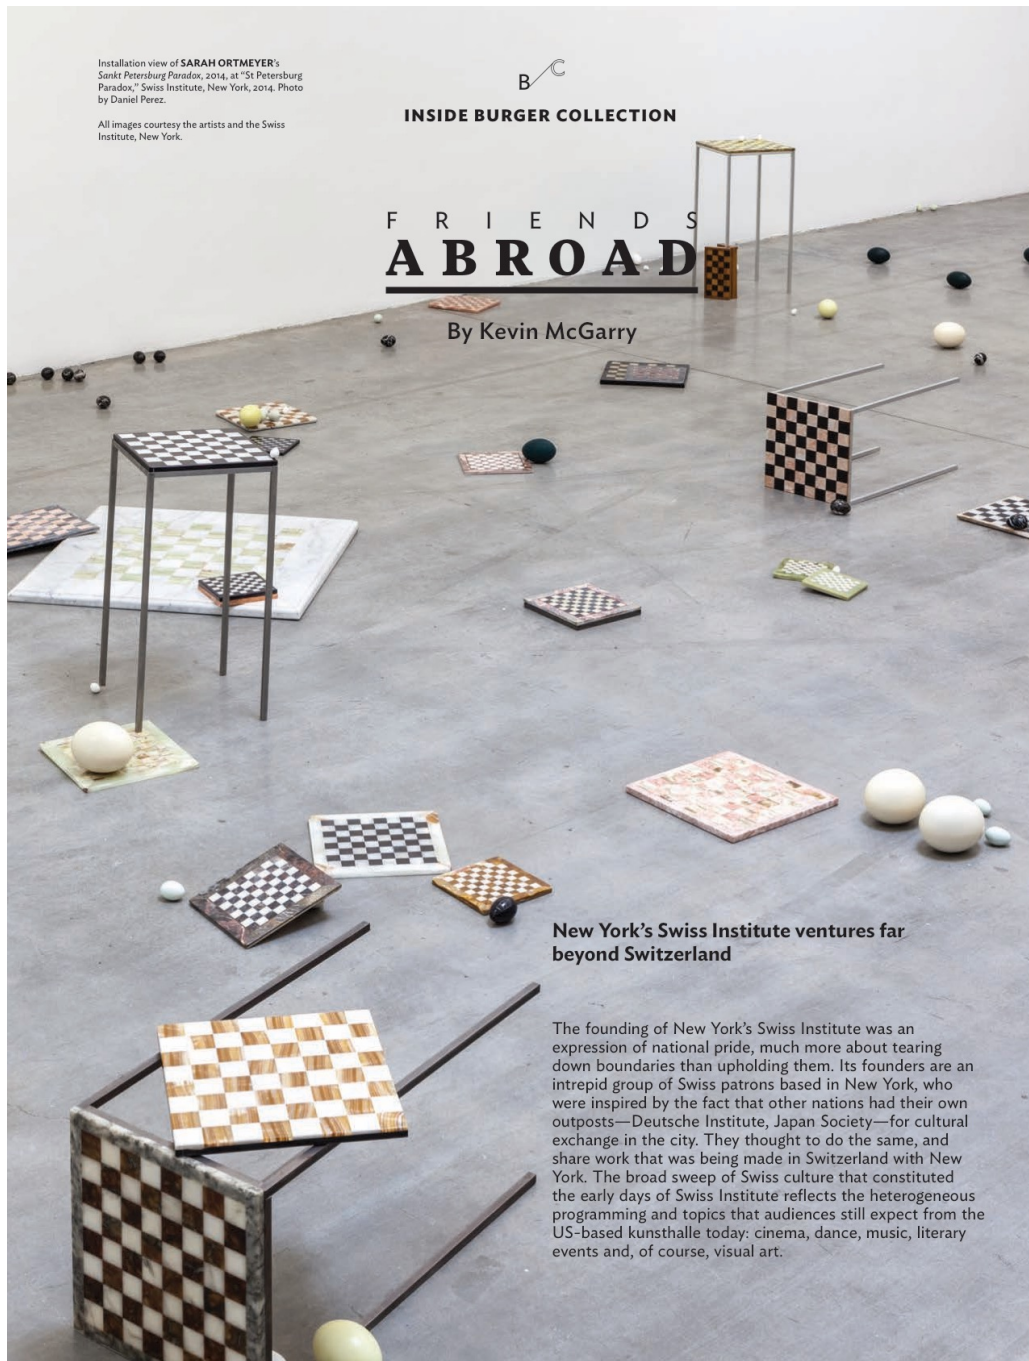 Installation view of SARAH ORTMEYER's
Sankt Petersburg Paradox, 2014, at “St Petersburg
Paradox,” Swiss Institute, New York, 2014. Photo
by Daniel Perez.
All images courtesy the artists and the Swiss
Institute, New York.
B/C
INSIDE BURGER COLLECTION
FRIENDS
ABROAD
By Kevin McGarry
New York’s Swiss Institute ventures far
beyond Switzerland
The founding of New York’s Swiss Institute was an
expression of national pride, much more about tearing
down boundaries than upholding them. Its founders are an
intrepid group of Swiss patrons based in New York, who
were inspired by the fact that other nations had their own
outposts—Deutsche Institute, Japan Society—for cultural
exchange in the city. They thought to do the same, and
share work that was being made in Switzerland with New
York. The broad sweep of Swiss culture that constituted
the early days of Swiss Institute reflects the heterogeneous
programming and topics that audiences still expect from the
US-based kunsthalle today: cinema, dance, music, literary
events and, of course, visual art.